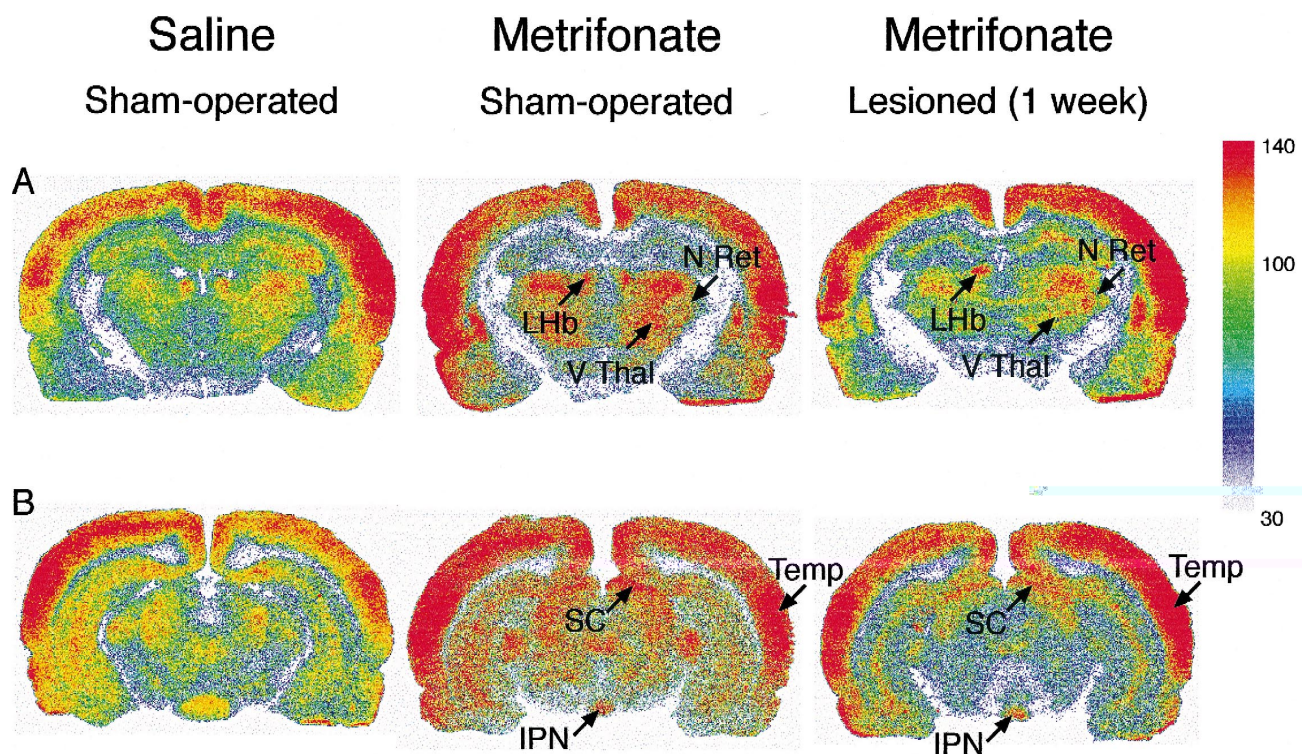 Saline Metrifonate Metrifonate
Sham-operated Sham-operated Lesioned (1 week)
A
140
100
30
N Ret
LHb
V Thal
N Ret
LHb
V Thal
B
Temp
SC
IPN
Temp
SC
IPN